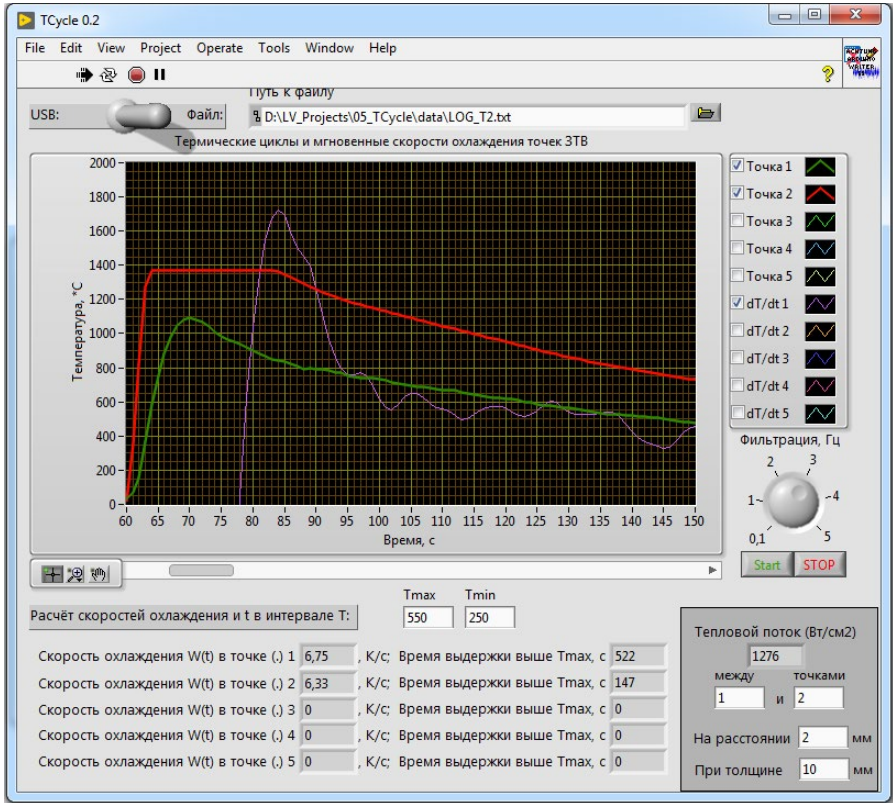 TCycle 0.2
File Edit View Project Operate Tools Window Help
Путь к файлу
USB: Файл: D:\LV_Projects\05_TCycle\data\LOG_T2.txt
Термические циклы и мгновенные скорости охлаждения точек ЗТВ
2000
1800
1600
1400
1200
1000
800
600
400
200
0
Температура, *C
60 65 70 75 80 85 90 95 100 105 110 115 120 125 130 135 140 145 150
Время, с
Точка 1
Точка 2
Точка 3
Точка 4
Точка 5
dT/dt 1
dT/dt 2
dT/dt 3
dT/dt 4
dT/dt 5
Фильтрация, Гц
2 3
1 4
0,1 5
Start STOP
Tmax Tmin
Расчёт скоростей охлаждения и t в интервале T: 550 250
Скорость охлаждения W(t) в точке (.) 1 6,75 , К/с; Время выдержки выше Tmax, с 522
Скорость охлаждения W(t) в точке (.) 2 6,33 , К/с; Время выдержки выше Tmax, с 147
Скорость охлаждения W(t) в точке (.) 3 0 , К/с; Время выдержки выше Tmax, с 0
Скорость охлаждения W(t) в точке (.) 4 0 , К/с; Время выдержки выше Tmax, с 0
Скорость охлаждения W(t) в точке (.) 5 0 , К/с; Время выдержки выше Tmax, с 0
Тепловой поток (Вт/см2)
1276
между точками
1 и 2
На расстоянии 2 мм
При толщине 10 мм